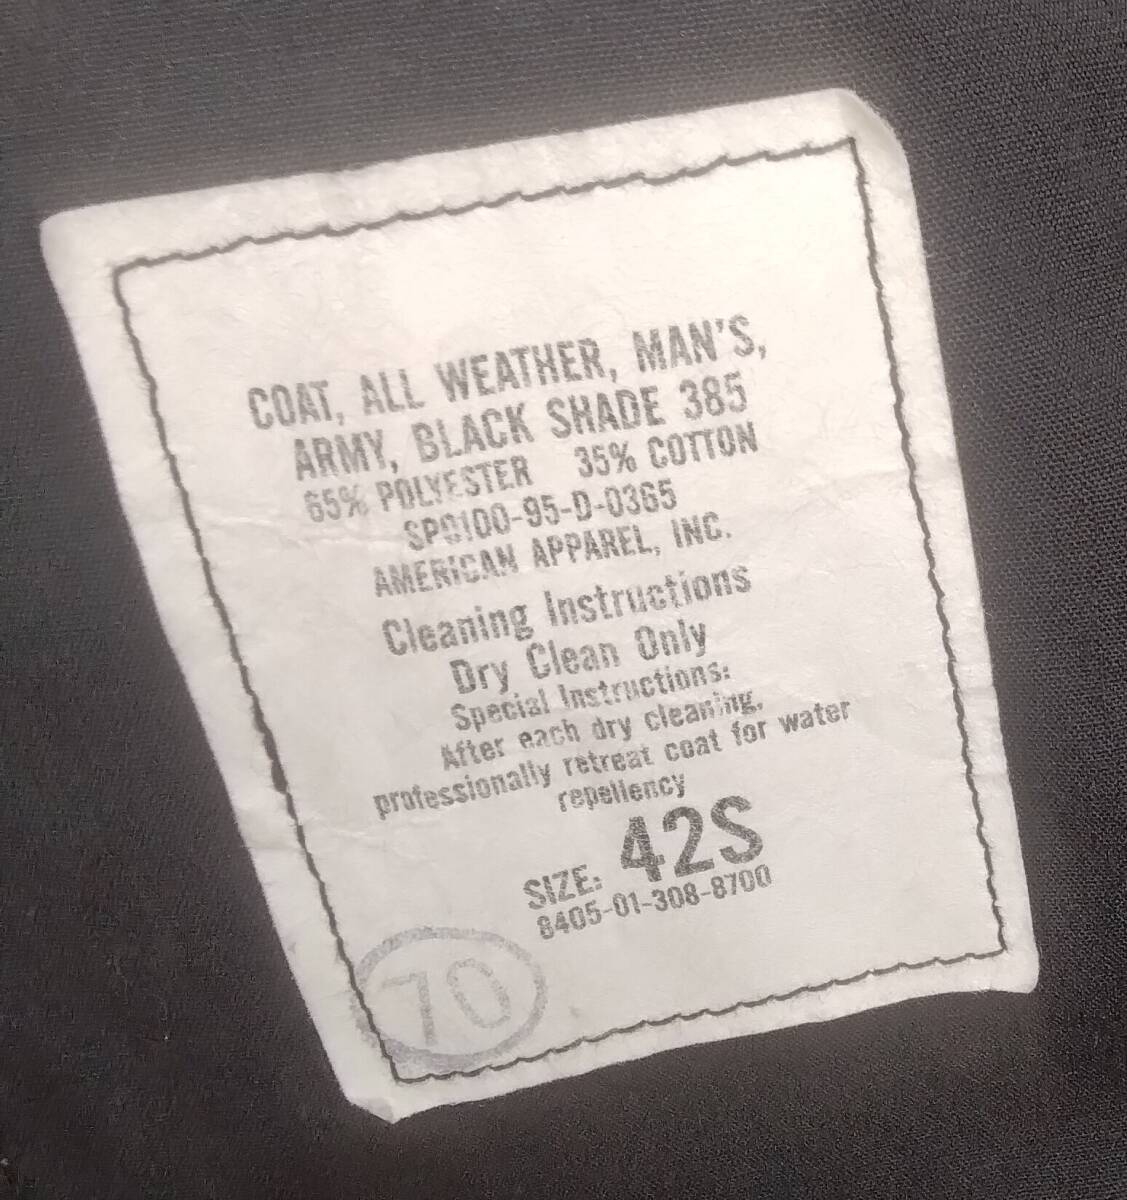 COAT, ALL WEATHER, MAN'S,
ARMY, BLACK SHADE 385
65% POLYESTER 35% COTTON
SPO100-95-D-0365
AMERICAN APPAREL, INC.
Cleaning Instructions
Dry Clean Only
Special Instructions:
After each dry cleaning,
professionally retreat coat for water
repellency
SIZE: 42S
8405-01-308-8700
70